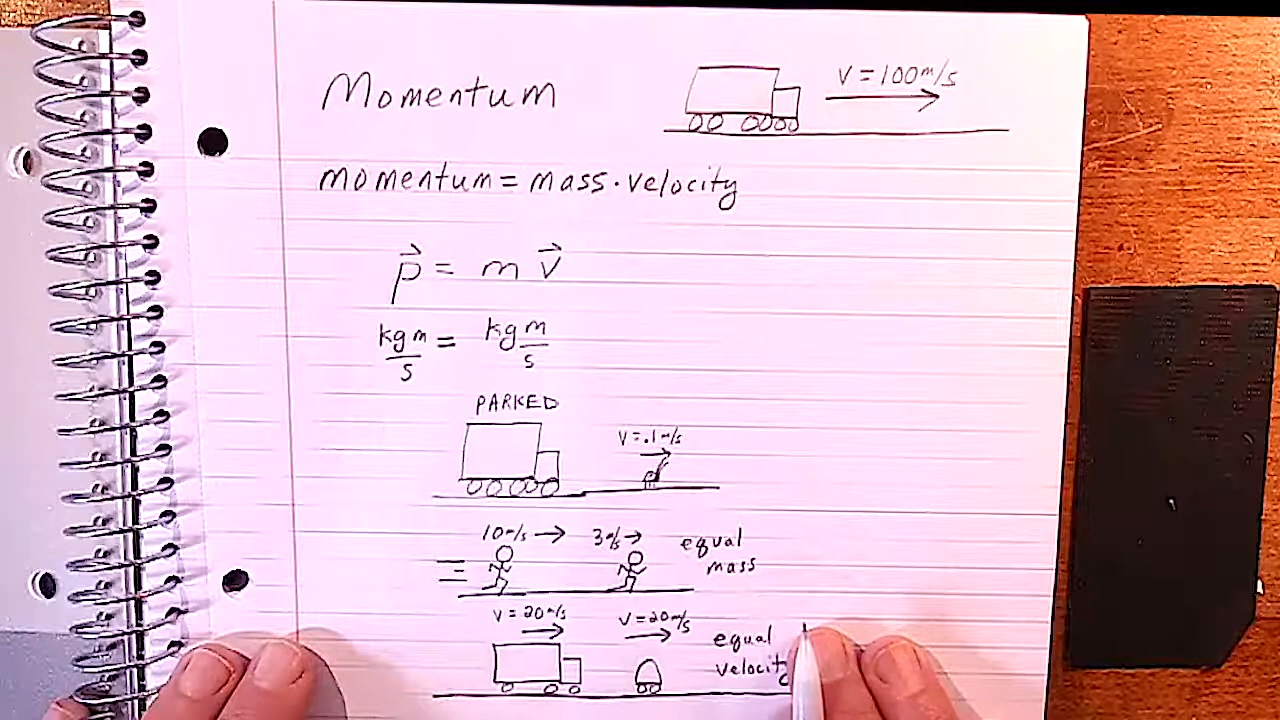 Momentum
V = 100 m/s
momentum = mass · velocity
p⃗ = m v⃗
kg m/s = kg m/s
PARKED
V = .1 m/s
10 m/s → 3 m/s → equal
mass
V = 20 m/s V = 20 m/s
equal
velocity